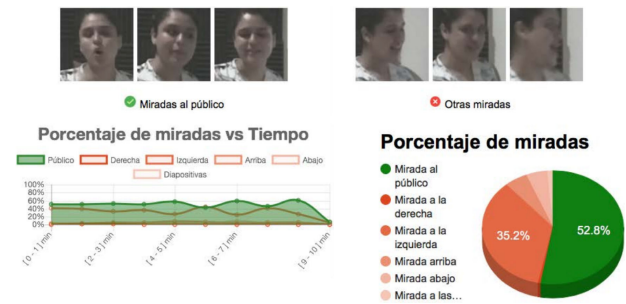 Miradas al público
Otras miradas
Porcentaje de miradas vs Tiempo
Público
Derecha
Izquierda
Arriba
Abajo
Diapositivas
100%
80%
60%
40%
20%
0%
[ 0 - 1 ] min
[ 2 - 3 ] min
[ 4 - 5 ] min
[ 6 - 7 ] min
[ 9 - 10 ] min
Porcentaje de miradas
Mirada al
público
Mirada a la
derecha
Mirada a la
izquierda
Mirada arriba
Mirada abajo
Mirada a las...
35.2%
52.8%